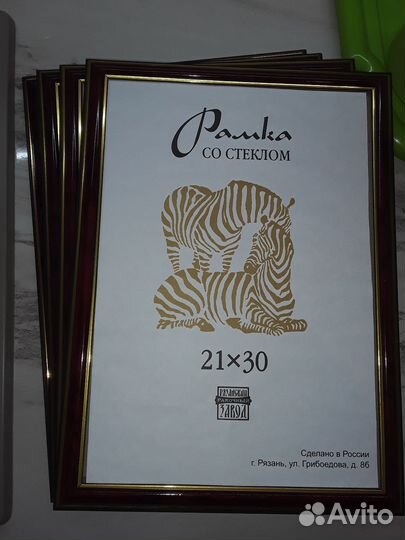 Рамка
СО СТЕКЛОМ
21×30
РЯЗАНСКИЙ
РАМОЧНЫЙ
ЗАВОД
Сделано в России
г. Рязань, ул. Грибоедова, д. 8б
Avito